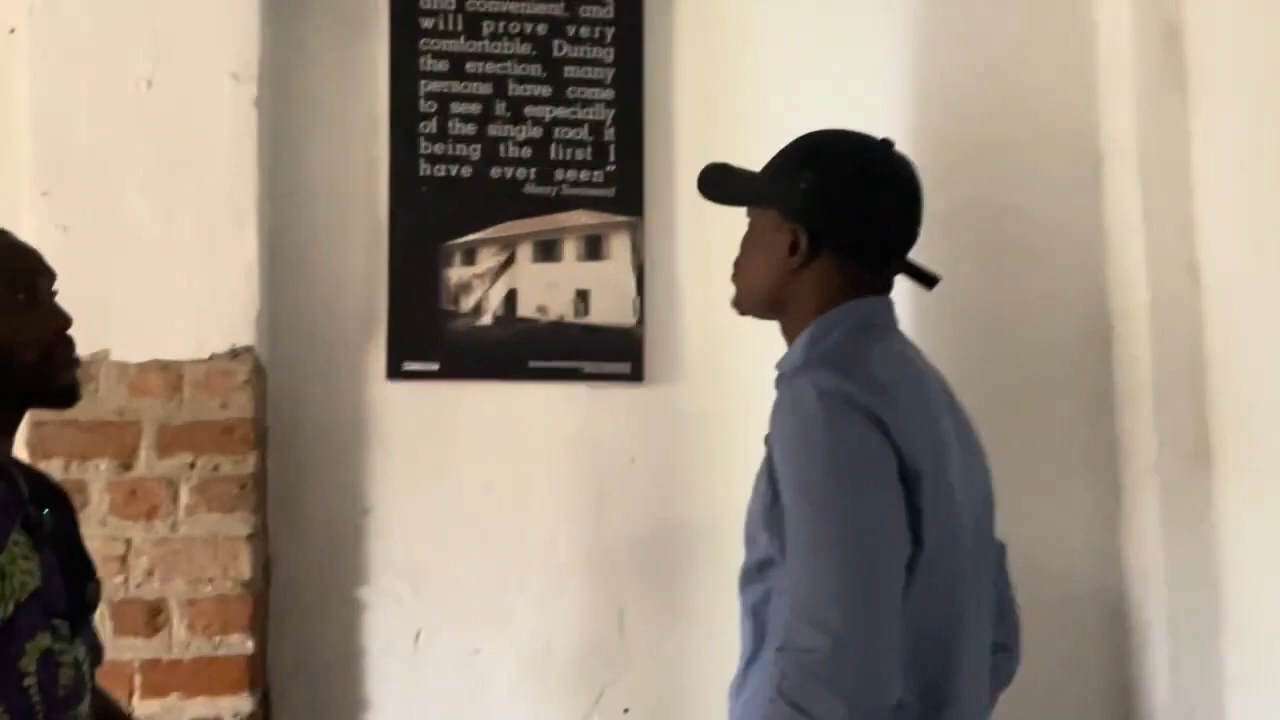 and convenient, and
will prove very
comfortable. During
the erection, many
persons have come
to see it, especially
of the single roof, it
being the first I
have ever seen"
-Henry Townsend